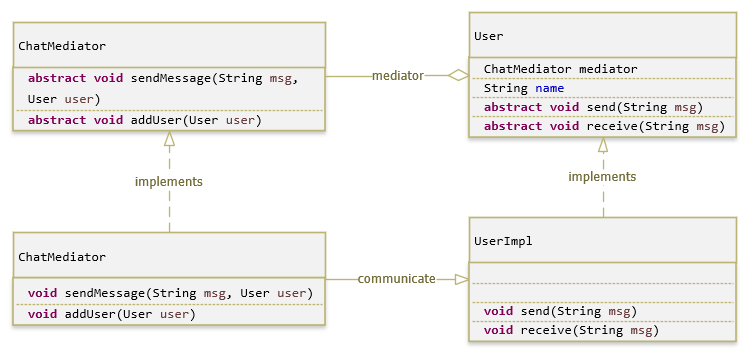 ChatMediator
abstract void sendMessage(String msg,
User user)
abstract void addUser(User user)
mediator
User
ChatMediator mediator
String name
abstract void send(String msg)
abstract void receive(String msg)
implements
implements
ChatMediator
void sendMessage(String msg, User user)
void addUser(User user)
communicate
UserImpl
void send(String msg)
void receive(String msg)